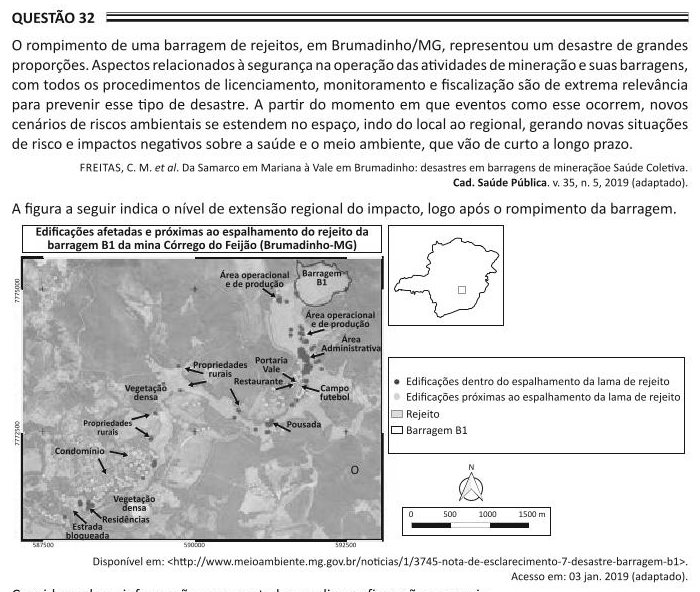 QUESTÃO 32
O rompimento de uma barragem de rejeitos, em Brumadinho/MG, representou um desastre de grandes
proporções. Aspectos relacionados à segurança na operação das atividades de mineração e suas barragens,
com todos os procedimentos de licenciamento, monitoramento e fiscalização são de extrema relevância
para prevenir esse tipo de desastre. A partir do momento em que eventos como esse ocorrem, novos
cenários de riscos ambientais se estendem no espaço, indo do local ao regional, gerando novas situações
de risco e impactos negativos sobre a saúde e o meio ambiente, que vão de curto a longo prazo.
FREITAS, C. M. et al. Da Samarco em Mariana à Vale em Brumadinho: desastres em barragens de mineraçãoe Saúde Coletiva.
Cad. Saúde Pública. v. 35, n. 5, 2019 (adaptado).
A figura a seguir indica o nível de extensão regional do impacto, logo após o rompimento da barragem.
Edificações afetadas e próximas ao espalhamento do rejeito da
barragem B1 da mina Córrego do Feijão (Brumadinho-MG)
Área operacional
e de produção
Barragem
B1
7775000
Área operacional
e de produção
Área
Administrativa
Portaria
Vale
Propriedades
rurais
Restaurante
Campo
futebol
Vegetação
densa
Propriedades
rurais
Pousada
7772500
Condomínio
O
Vegetação
densa
Residências
Estrada
bloqueada
587500
590000
592500
Edificações dentro do espalhamento da lama de rejeito
Edificações próximas ao espalhamento da lama de rejeito
Rejeito
Barragem B1
N
0 500 1000 1500 m
Disponível em: <http://www.meioambiente.mg.gov.br/noticias/1/3745-nota-de-esclarecimento-7-desastre-barragem-b1>.
Acesso em: 03 jan. 2019 (adaptado).